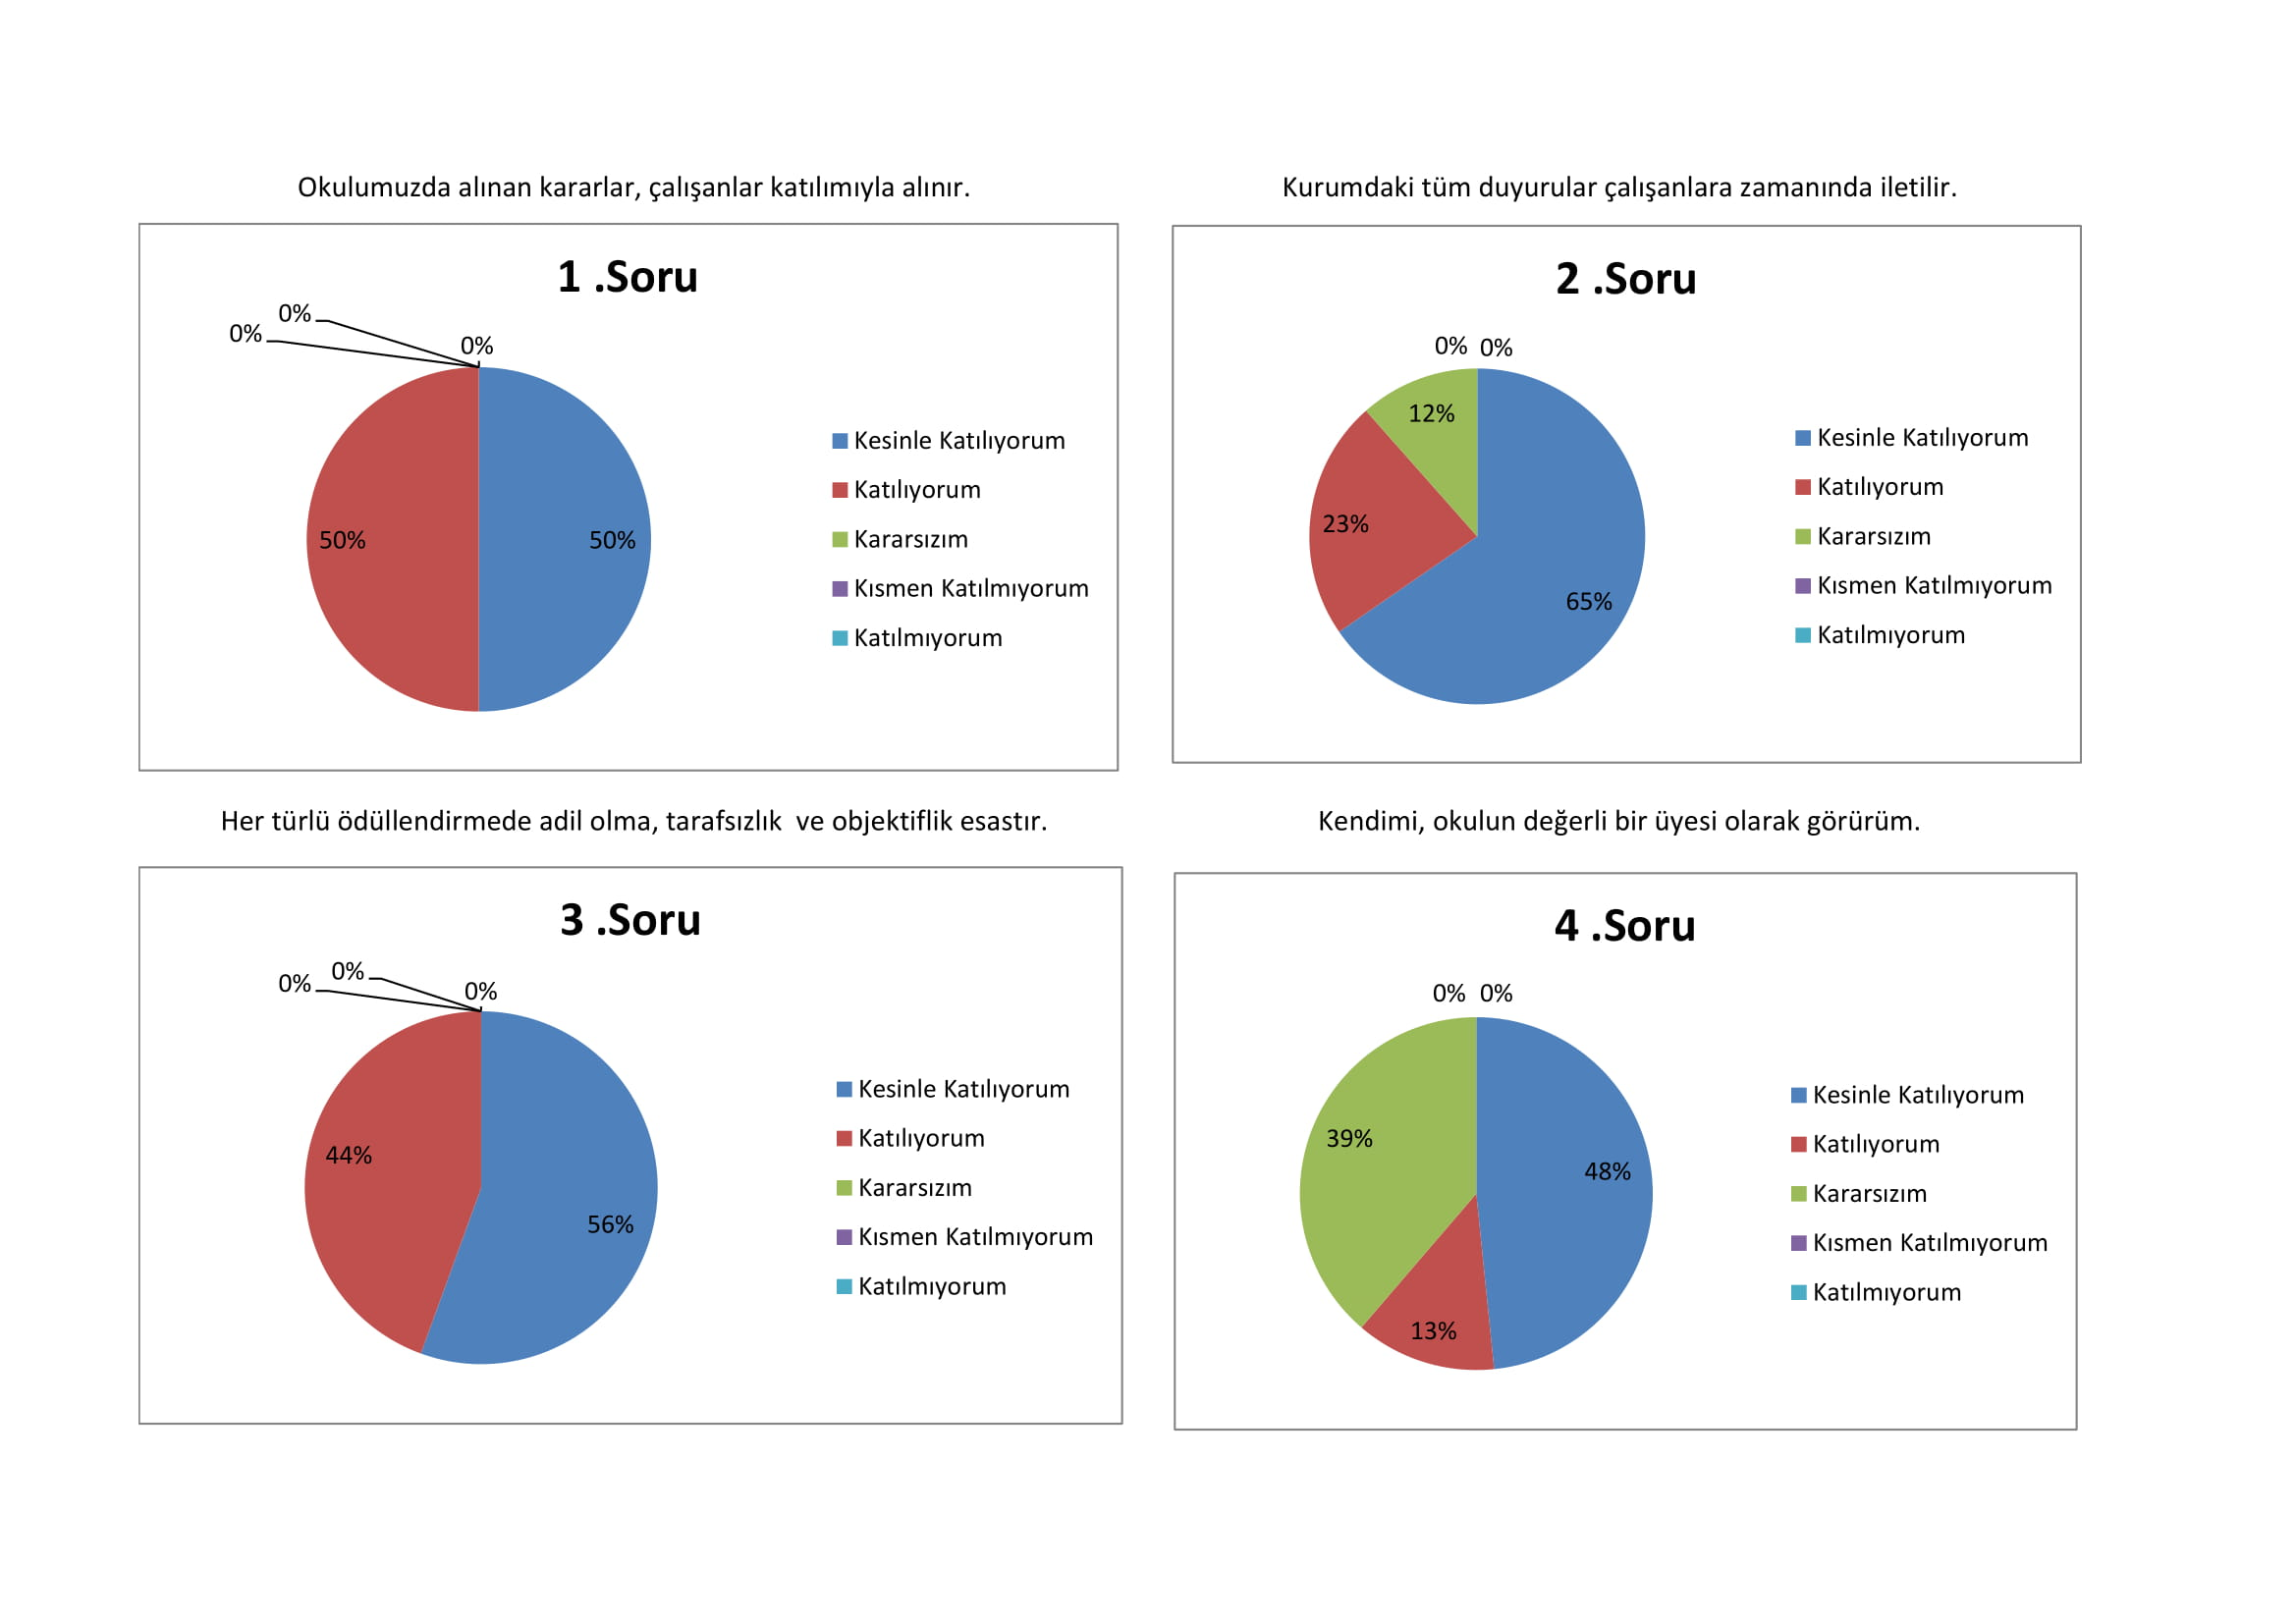 Okulumuzda alınan kararlar, çalışanlar katılımıyla alınır.
1 .Soru
0%
0%
0%
50%
50%
Kesinle Katılıyorum
Katılıyorum
Kararsızım
Kısmen Katılmıyorum
Katılmıyorum
Kurumdaki tüm duyurular çalışanlara zamanında iletilir.
2 .Soru
0% 0%
12%
23%
65%
Kesinle Katılıyorum
Katılıyorum
Kararsızım
Kısmen Katılmıyorum
Katılmıyorum
Her türlü ödüllendirmede adil olma, tarafsızlık  ve objektiflik esastır.
3 .Soru
0%
0%
0%
44%
56%
Kesinle Katılıyorum
Katılıyorum
Kararsızım
Kısmen Katılmıyorum
Katılmıyorum
Kendimi, okulun değerli bir üyesi olarak görürüm.
4 .Soru
0% 0%
39%
48%
13%
Kesinle Katılıyorum
Katılıyorum
Kararsızım
Kısmen Katılmıyorum
Katılmıyorum